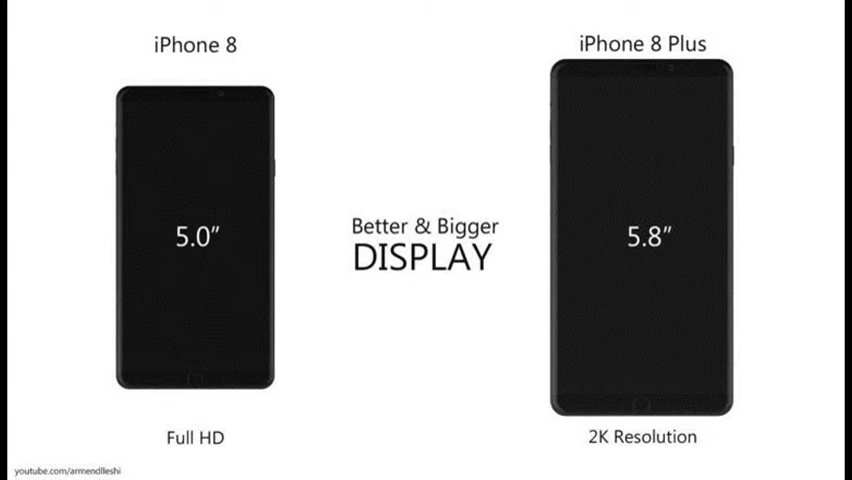 iPhone 8
iPhone 8 Plus
5.0”
Better & Bigger
DISPLAY
5.8”
Full HD
2K Resolution
youtube.com/armendlleshi